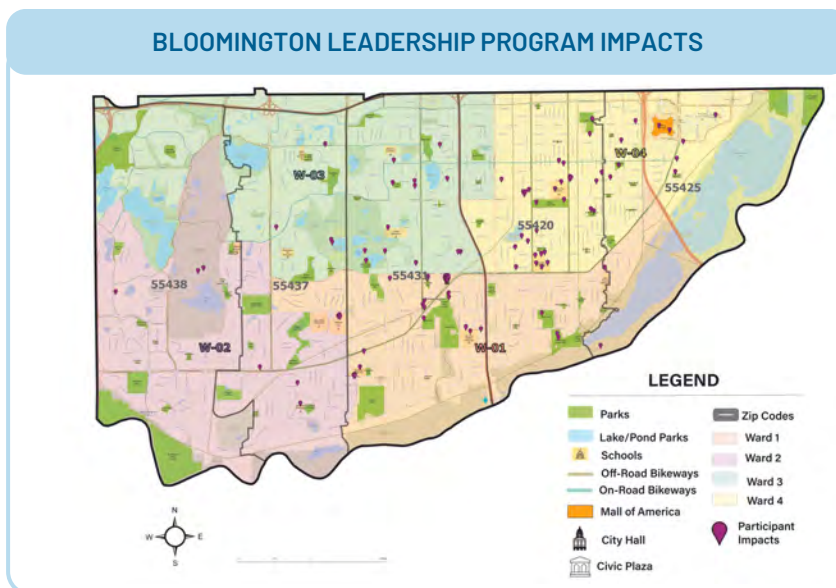 BLOOMINGTON LEADERSHIP PROGRAM IMPACTS
W-03
W-04
55425
55420
55438
55437
55431
W-02
W-01
LEGEND
Parks
Lake/Pond Parks
Schools
Off-Road Bikeways
On-Road Bikeways
Mall of America
City Hall
Civic Plaza
Zip Codes
Ward 1
Ward 2
Ward 3
Ward 4
Participant
Impacts
N
W
E
S